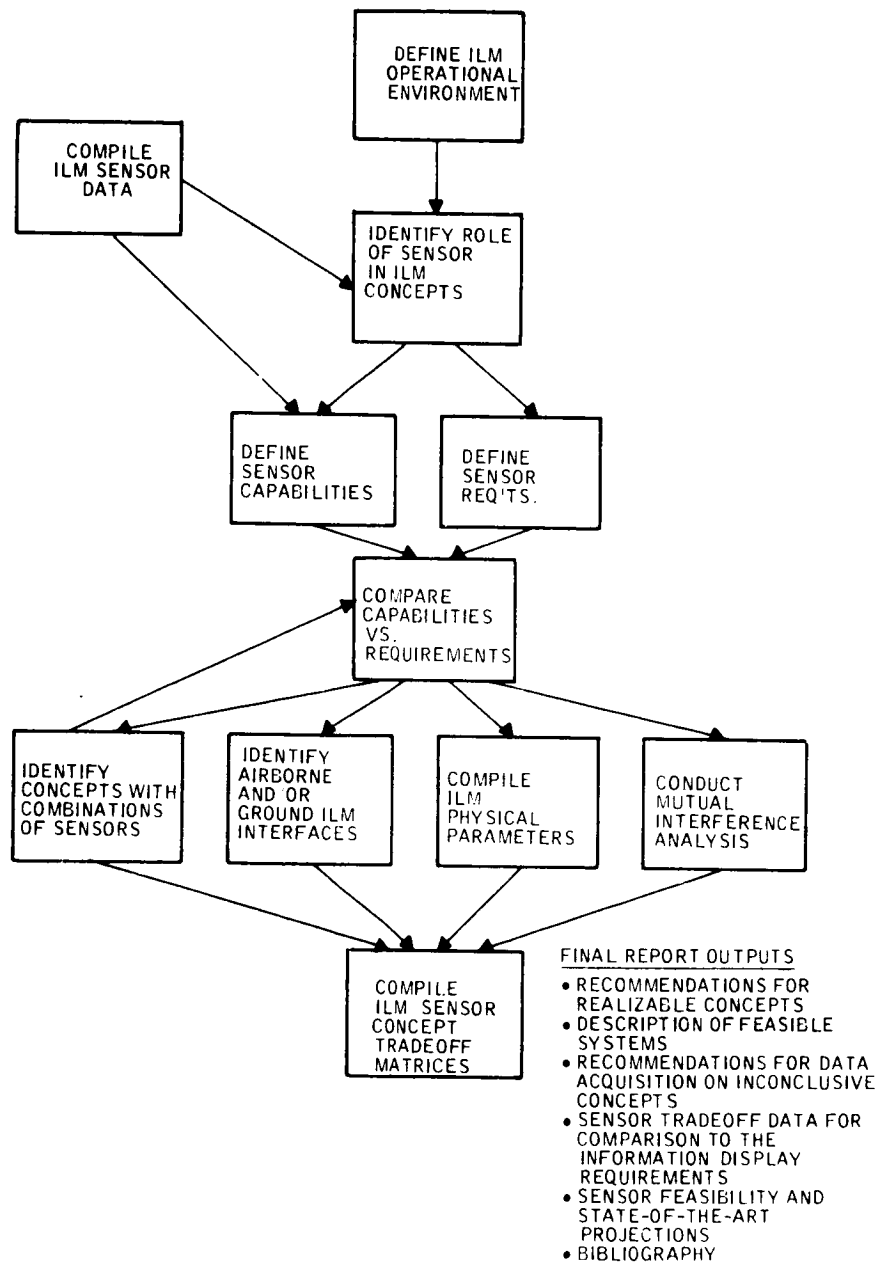 DEFINE ILM
OPERATIONAL
ENVIRONMENT
COMPILE
ILM SENSOR
DATA
IDENTIFY ROLE
OF SENSOR
IN ILM
CONCEPTS
DEFINE
SENSOR
CAPABILITIES
DEFINE
SENSOR
REQ'TS.
COMPARE
CAPABILITIES
VS.
REQUIREMENTS
IDENTIFY
CONCEPTS WITH
COMBINATIONS
OF SENSORS
IDENTIFY
AIRBORNE
AND OR
GROUND ILM
INTERFACES
COMPILE
ILM
PHYSICAL
PARAMETERS
CONDUCT
MUTUAL
INTERFERENCE
ANALYSIS
COMPILE
ILM SENSOR
CONCEPT
TRADEOFF
MATRICES
FINAL REPORT OUTPUTS
• RECOMMENDATIONS FOR
REALIZABLE CONCEPTS
• DESCRIPTION OF FEASIBLE
SYSTEMS
• RECOMMENDATIONS FOR DATA
ACQUISITION ON INCONCLUSIVE
CONCEPTS
• SENSOR TRADEOFF DATA FOR
COMPARISON TO THE
INFORMATION DISPLAY
REQUIREMENTS
• SENSOR FEASIBILITY AND
STATE-OF-THE-ART
PROJECTIONS
• BIBLIOGRAPHY